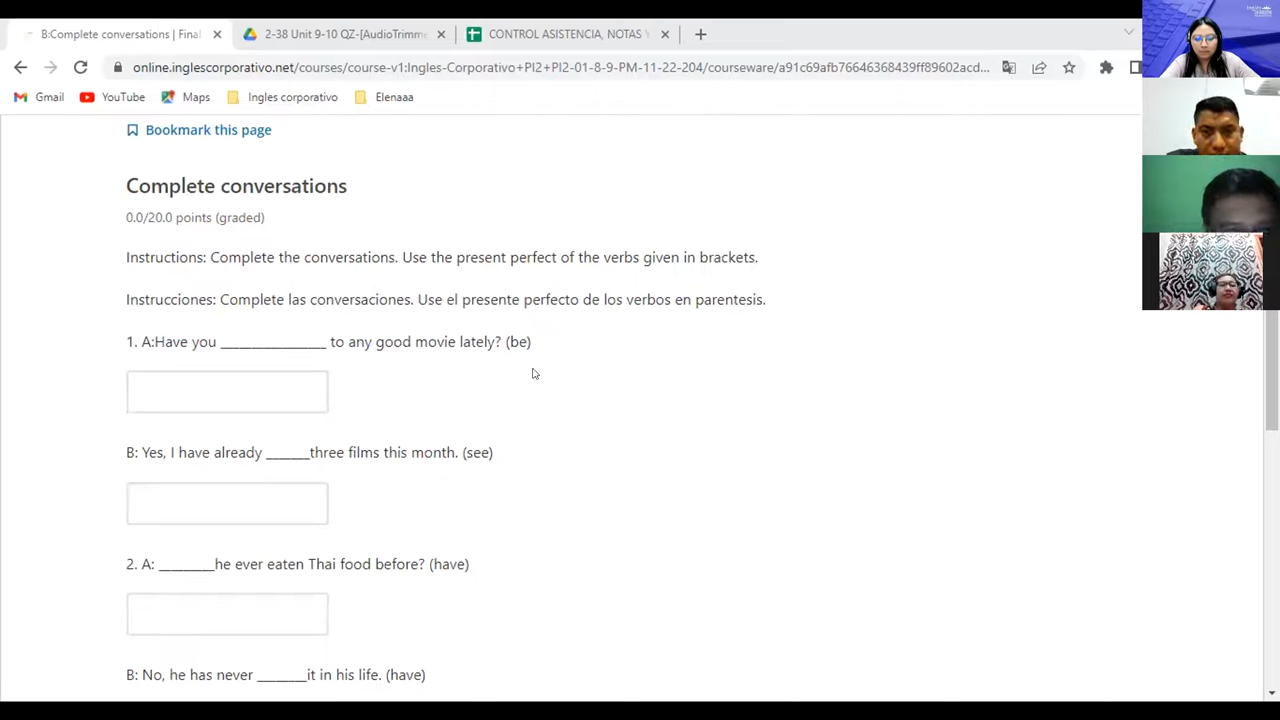 B:Complete conversations | Final
2-38 Unit 9-10 QZ-[AudioTrimme
CONTROL ASISTENCIA, NOTAS Y
online.inglescorporativo.net/courses/course-v1:Ingles-Corporativo+PI2+PI2-01-8-9-PM-11-22-204/courseware/a91c69afb76646368439ff89602acd...
Gmail
YouTube
Maps
Ingles corporativo
Elenaaa
Bookmark this page
Complete conversations
0.0/20.0 points (graded)
Instructions: Complete the conversations. Use the present perfect of the verbs given in brackets.
Instrucciones: Complete las conversaciones. Use el presente perfecto de los verbos en parentesis.
1. A:Have you _________________ to any good movie lately? (be)
B: Yes, I have already _______three films this month. (see)
2. A: _________he ever eaten Thai food before? (have)
B: No, he has never ________it in his life. (have)